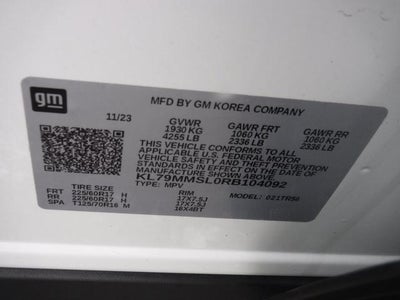 gm
MFD BY GM KOREA COMPANY
11/23 GVWR GAWR FRT GAWR RR
1930 KG 1060 KG 1060 KG
4255 LB 2336 LB 2336 LB
THIS VEHICLE CONFORMS TO ALL APPLICABLE
U.S. FEDERAL MOTOR
VEHICLE SAFETY AND THEFT PREVENTION
STANDARDS IN EFFECT ON THE DATE OF
MANUFACTURE SHOWN ABOVE.
KL79MMSL0RB104092
TYPE: MPV MODEL: 021TR56
TIRE SIZE RIM
FRT 225/60R17 H 17X7.5J
RR 225/60R17 H 17X7.5J
SPA T125/70R16 M 16X4BT